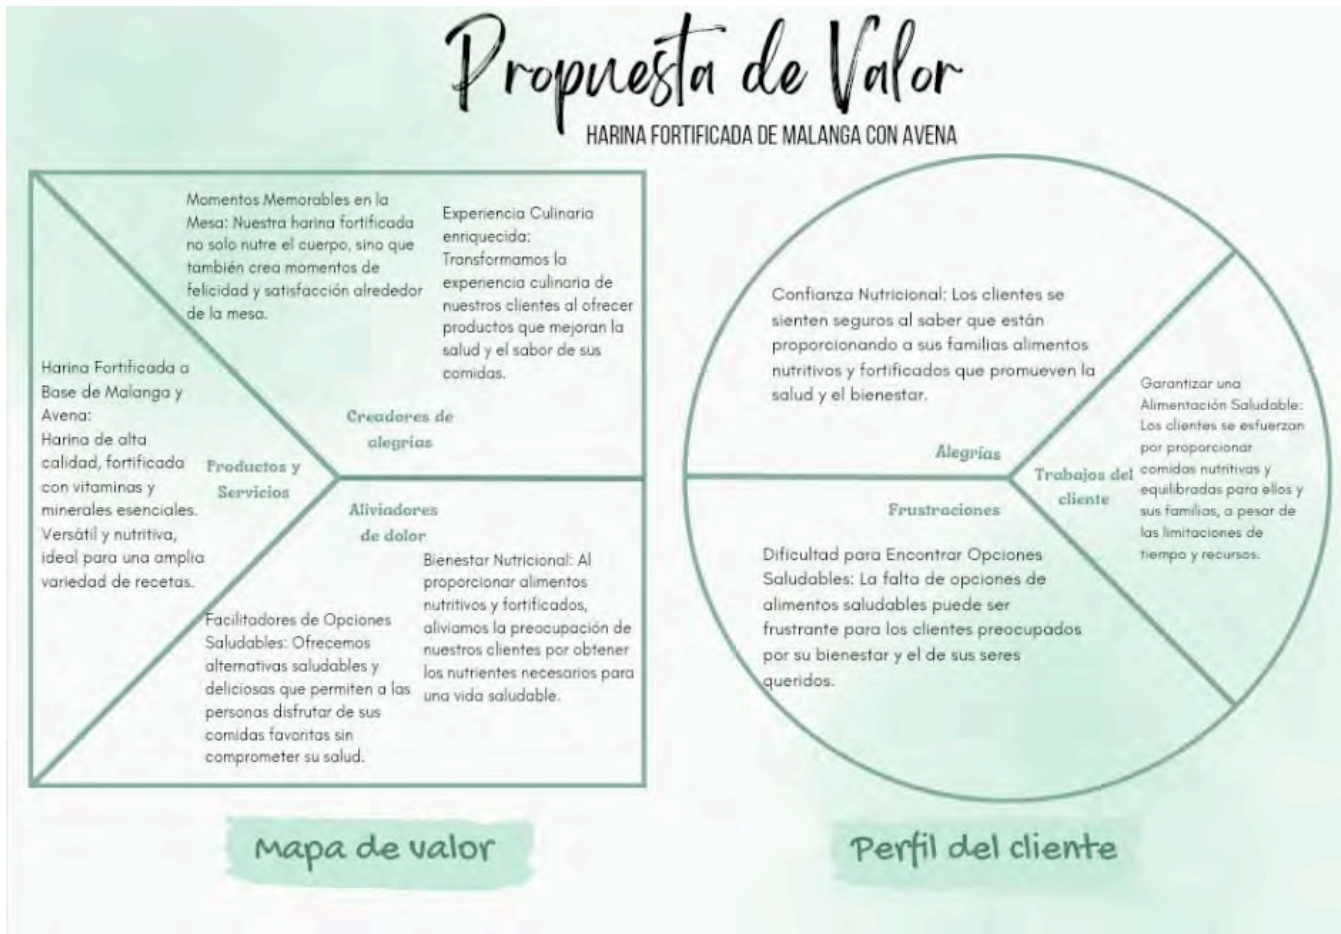 Propuesta de Valor
HARINA FORTIFICADA DE MALANGA CON AVENA
Momentos Memorables en la
Mesa: Nuestra harina fortificada
no solo nutre el cuerpo, sino que
también crea momentos de
felicidad y satisfacción alrededor
de la mesa.
Experiencia Culinaria
enriquecida:
Transformamos la
experiencia culinaria de
nuestros clientes al ofrecer
productos que mejoran la
salud y el sabor de sus
comidas.
Creadores de
alegrías
Harina Fortificada a
Base de Malanga y
Avena:
Harina de alta
calidad, fortificada
con vitaminas y
minerales esenciales.
Versátil y nutritiva,
ideal para una amplia
variedad de recetas.
Productos y
Servicios
Aliviadores
de dolor
Bienestar Nutricional: Al
proporcionar alimentos
nutritivos y fortificados,
aliviamos la preocupación de
nuestros clientes por obtener
los nutrientes necesarios para
una vida saludable.
Facilitadores de Opciones
Saludables: Ofrecemos
alternativas saludables y
deliciosas que permiten a las
personas disfrutar de sus
comidas favoritas sin
comprometer su salud.
Mapa de valor
Confianza Nutricional: Los clientes se
sienten seguros al saber que están
proporcionando a sus familias alimentos
nutritivos y fortificados que promueven la
salud y el bienestar.
Alegrías
Garantizar una
Alimentación Saludable:
Los clientes se esfuerzan
por proporcionar
comidas nutritivas y
equilibradas para ellos y
sus familias, a pesar de
las limitaciones de
tiempo y recursos.
Trabajos del
cliente
Frustraciones
Dificultad para Encontrar Opciones
Saludables: La falta de opciones de
alimentos saludables puede ser
frustrante para los clientes preocupados
por su bienestar y el de sus seres
queridos.
Perfil del cliente